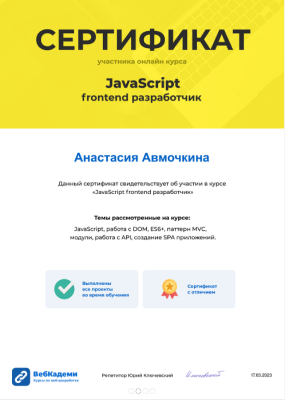 СЕРТИФИКАТ
участника онлайн курса
JavaScript
frontend разработчик
Анастасия Авмочкина
Данный сертификат свидетельствует об участии в курсе
«JavaScript frontend разработчик»
Темы рассмотренные на курсе:
JavaScript, работа с DOM, ES6+, паттерн MVC,
модули, работа с API, создание SPA приложений.
Выполнены
все проекты
во время обучения
Сертификат
с отличием
ВебКадеми
Курсы по веб разработке
Репетитор Юрий Ключевский
17.03.2023